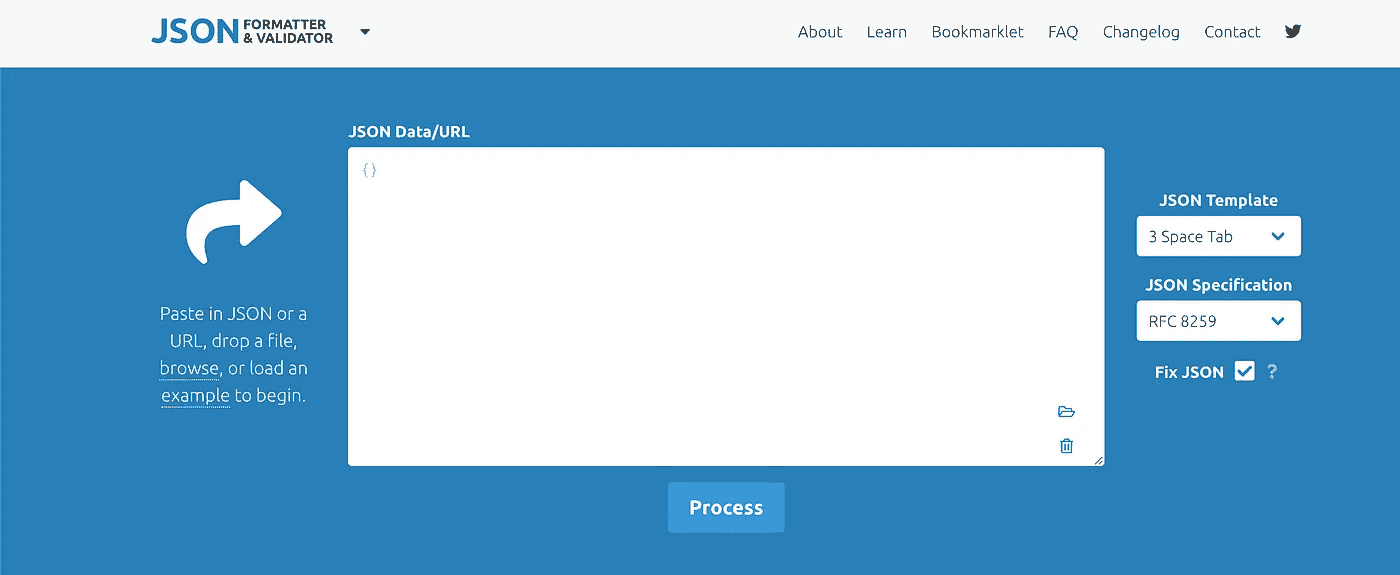 JSON FORMATTER
& VALIDATOR
About Learn Bookmarklet FAQ Changelog Contact
JSON Data/URL
{}
Paste in JSON or a
URL, drop a file,
browse, or load an
example to begin.
JSON Template
3 Space Tab
JSON Specification
RFC 8259
Fix JSON ?
Process